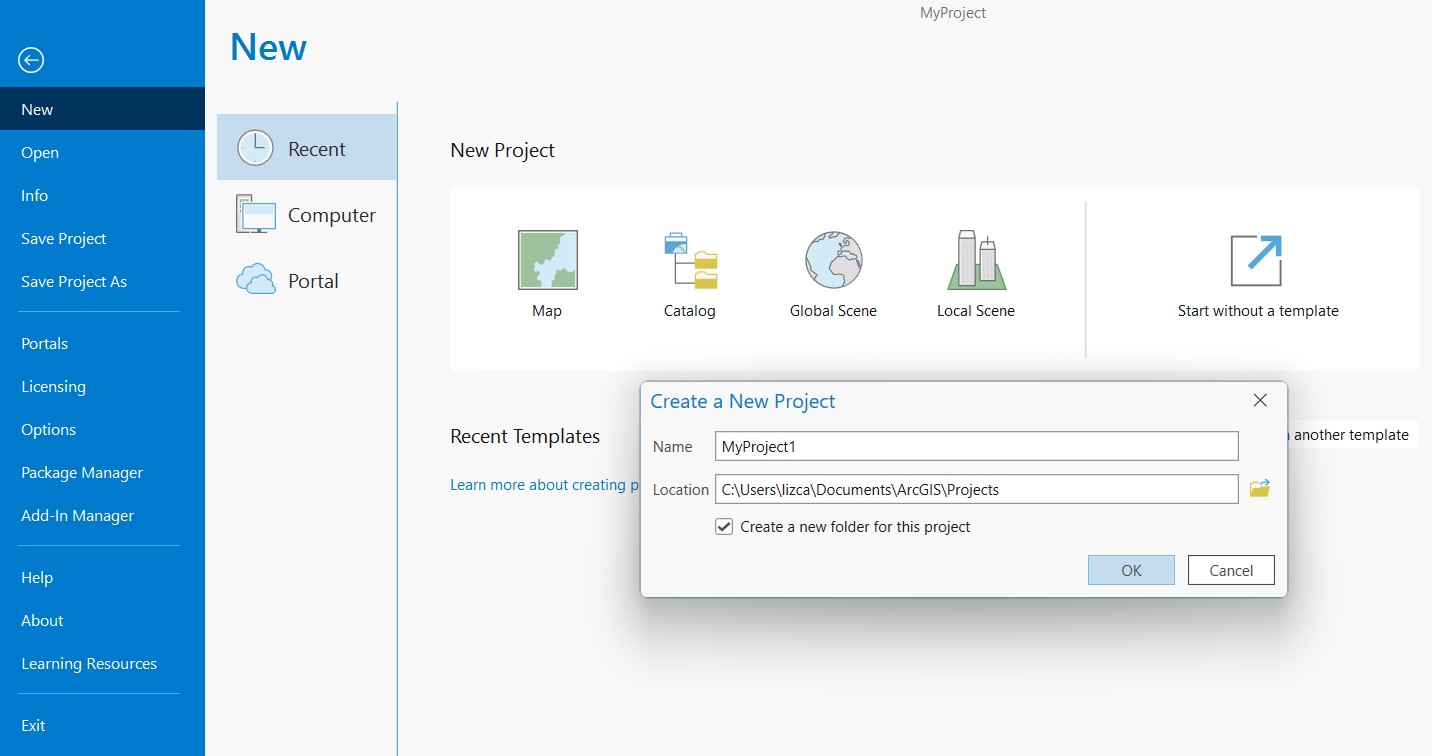 MyProject
New
New
Open
Info
Save Project
Save Project As
Portals
Licensing
Options
Package Manager
Add-In Manager
Help
About
Learning Resources
Exit
Recent
Computer
Portal
New Project
Map
Catalog
Global Scene
Local Scene
Start without a template
Recent Templates
another template
Learn more about creating
Create a New Project
Name
MyProject1
Location
C:\Users\lizca\Documents\ArcGIS\Projects
Create a new folder for this project
OK
Cancel